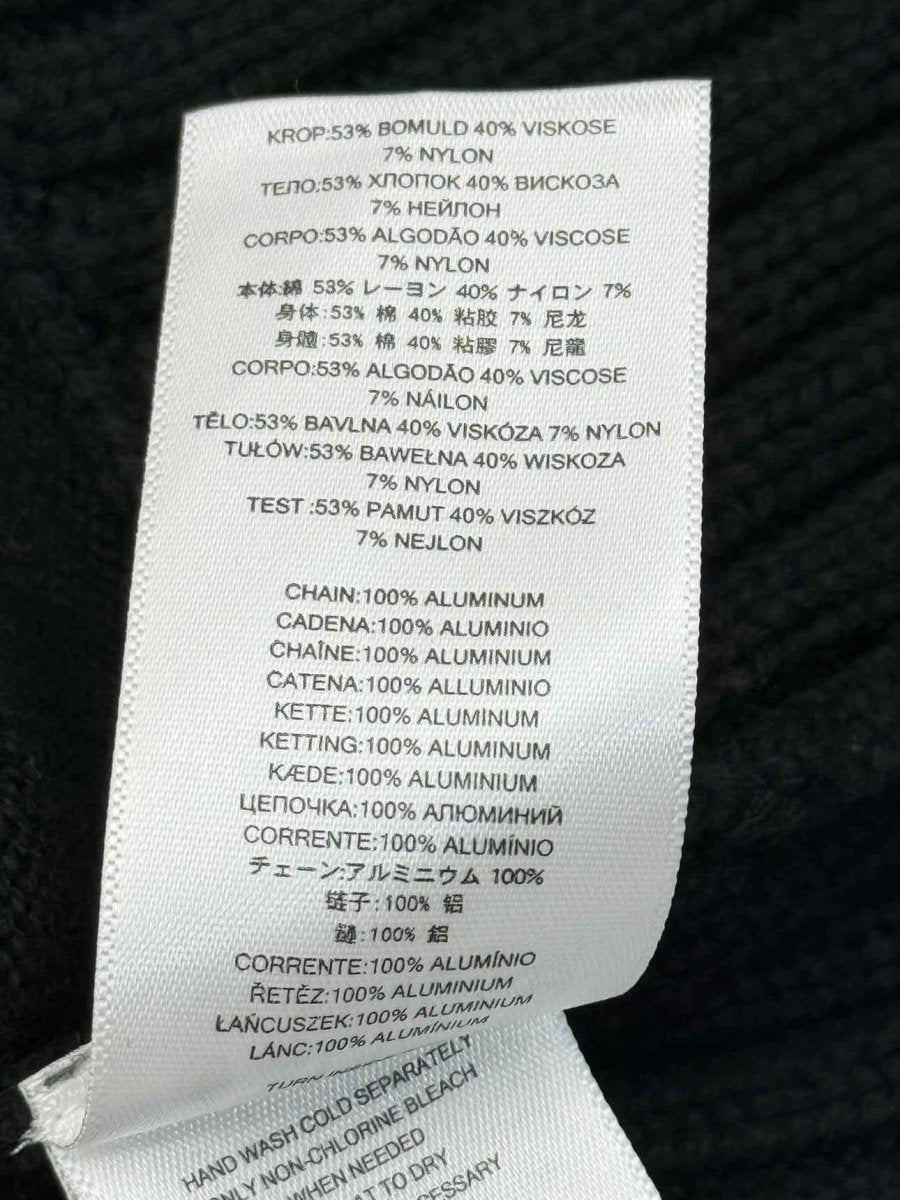 KROP:53% BOMULD 40% VISKOSE
7% NYLON
ТЕЛО:53% ХЛОПОК 40% ВИСКОЗА
7% НЕЙЛОН
CORPO:53% ALGODÃO 40% VISCOSE
7% NYLON
本体:綿 53% レーヨン 40% ナイロン 7%
身体:53% 棉 40% 粘胶 7% 尼龙
身體:53% 棉 40% 粘膠 7% 尼龍
CORPO:53% ALGODÃO 40% VISCOSE
7% NÁILON
TĚLO:53% BAVLNA 40% VISKÓZA 7% NYLON
TUŁÓW:53% BAWEŁNA 40% WISKOZA
7% NYLON
TEST :53% PAMUT 40% VISZKÓZ
7% NEJLON
CHAIN:100% ALUMINUM
CADENA:100% ALUMINIO
CHAÎNE:100% ALUMINIUM
CATENA:100% ALLUMINIO
KETTE:100% ALUMINUM
KETTING:100% ALUMINUM
KÆDE:100% ALUMINIUM
ЦЕПОЧКА:100% АЛЮМИНИЙ
CORRENTE:100% ALUMÍNIO
チェーン:アルミニウム 100%
链子:100% 铝
鏈:100% 鋁
CORRENTE:100% ALUMÍNIO
ŘETĚZ:100% ALUMINIUM
ŁAŃCUSZEK:100% ALUMINIUM
LÁNC:100% ALUMÍNIUM
TURN
HAND WASH COLD SEPARATELY
ONLY NON-CHLORINE BLEACH
WHEN NEEDED
TO DRY